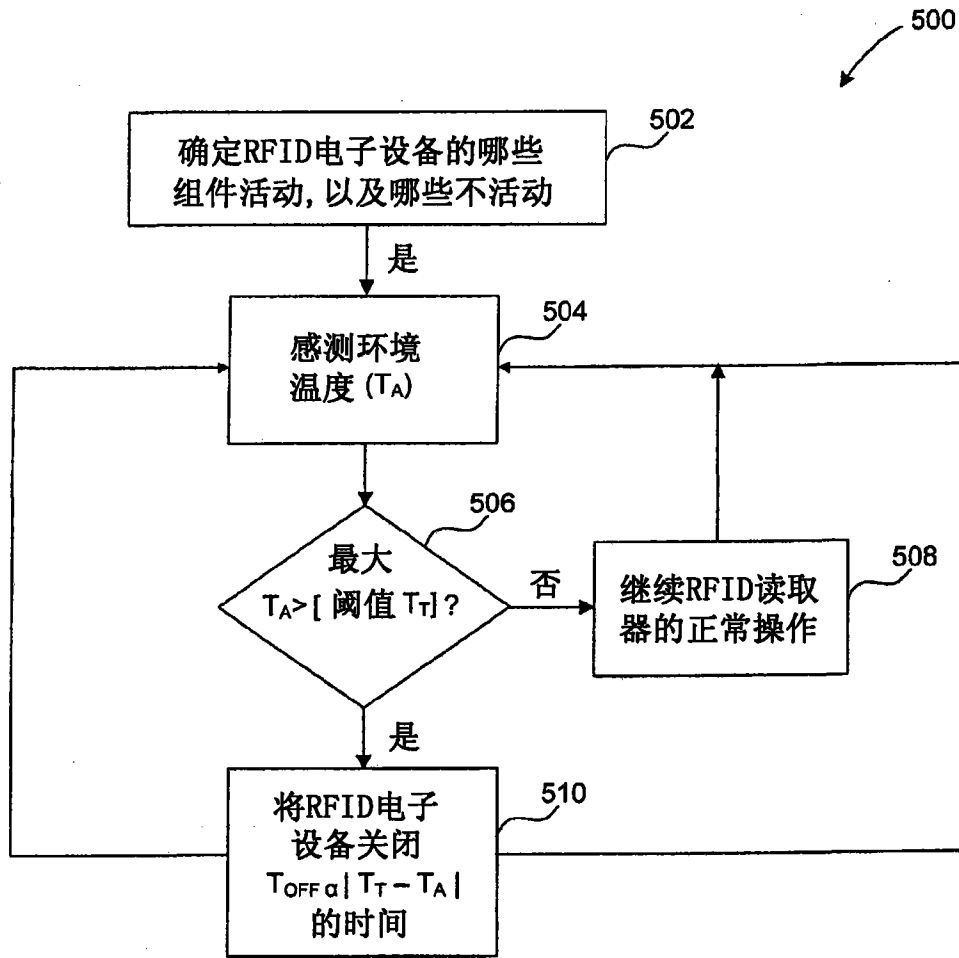 500
502
确定RFID电子设备的哪些
组件活动,以及哪些不活动
是
504
感测环境
温度(TA)
506
最大
TA>[ 阈值 TT]?
否
508
继续RFID读取
器的正常操作
是
510
将RFID电子
设备关闭
TOFF α| TT – TA|
的时间